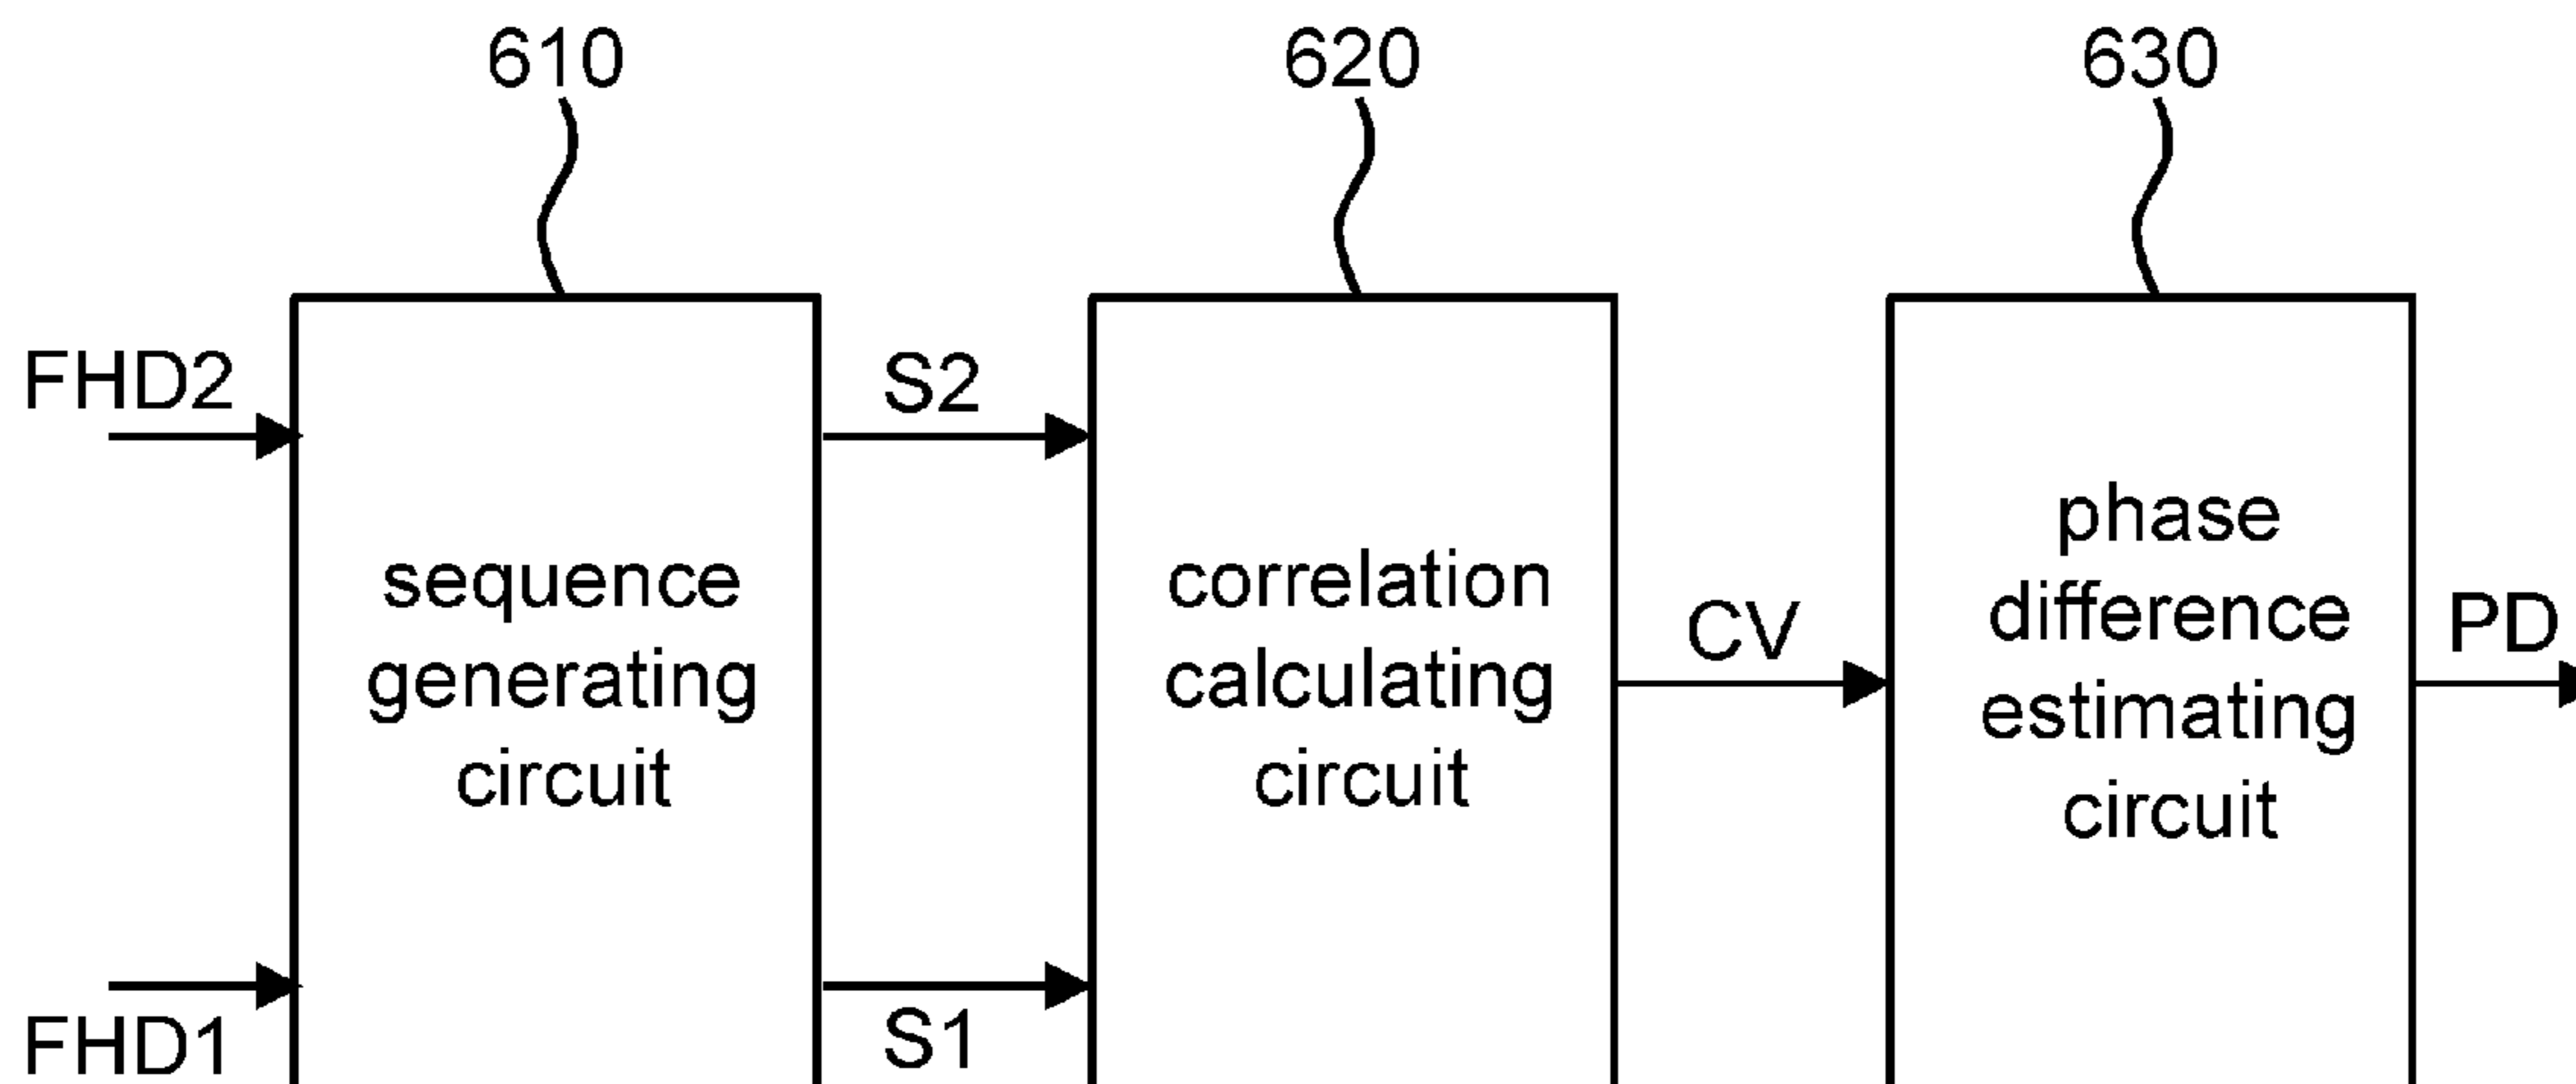 610
620
630
FHD2
S2
sequence
generating
circuit
correlation
calculating
circuit
CV
phase
difference
estimating
circuit
PD
FHD1
S1